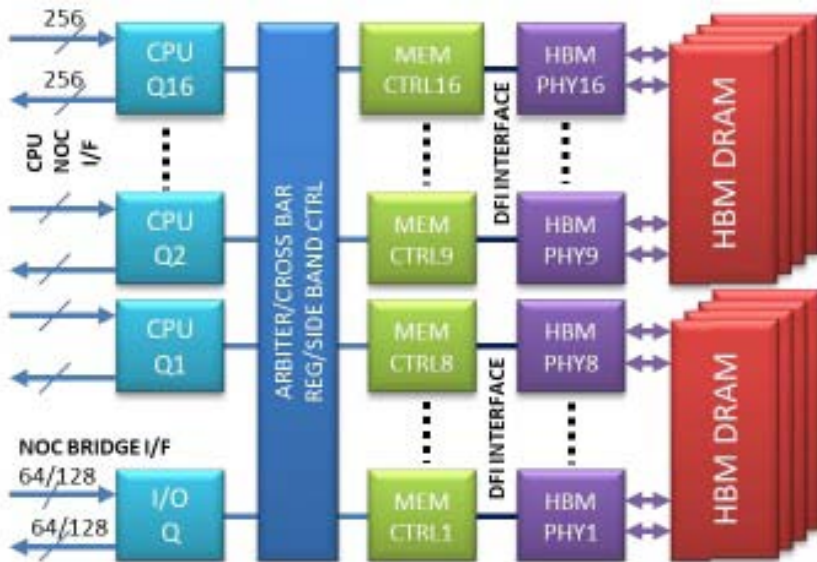 256
256
CPU
Q16
MEM
CTRL16
HBM
PHY16
CPU
NOC
I/F
DFI INTERFACE
HBM DRAM
CPU
Q2
MEM
CTRL9
HBM
PHY9
ARBITER/CROSS BAR
REG/SIDE BAND CTRL
CPU
Q1
MEM
CTRL8
HBM
PHY8
DFI INTERFACE
HBM DRAM
NOC BRIDGE I/F
64/128
64/128
I/O
Q
MEM
CTRL1
HBM
PHY1